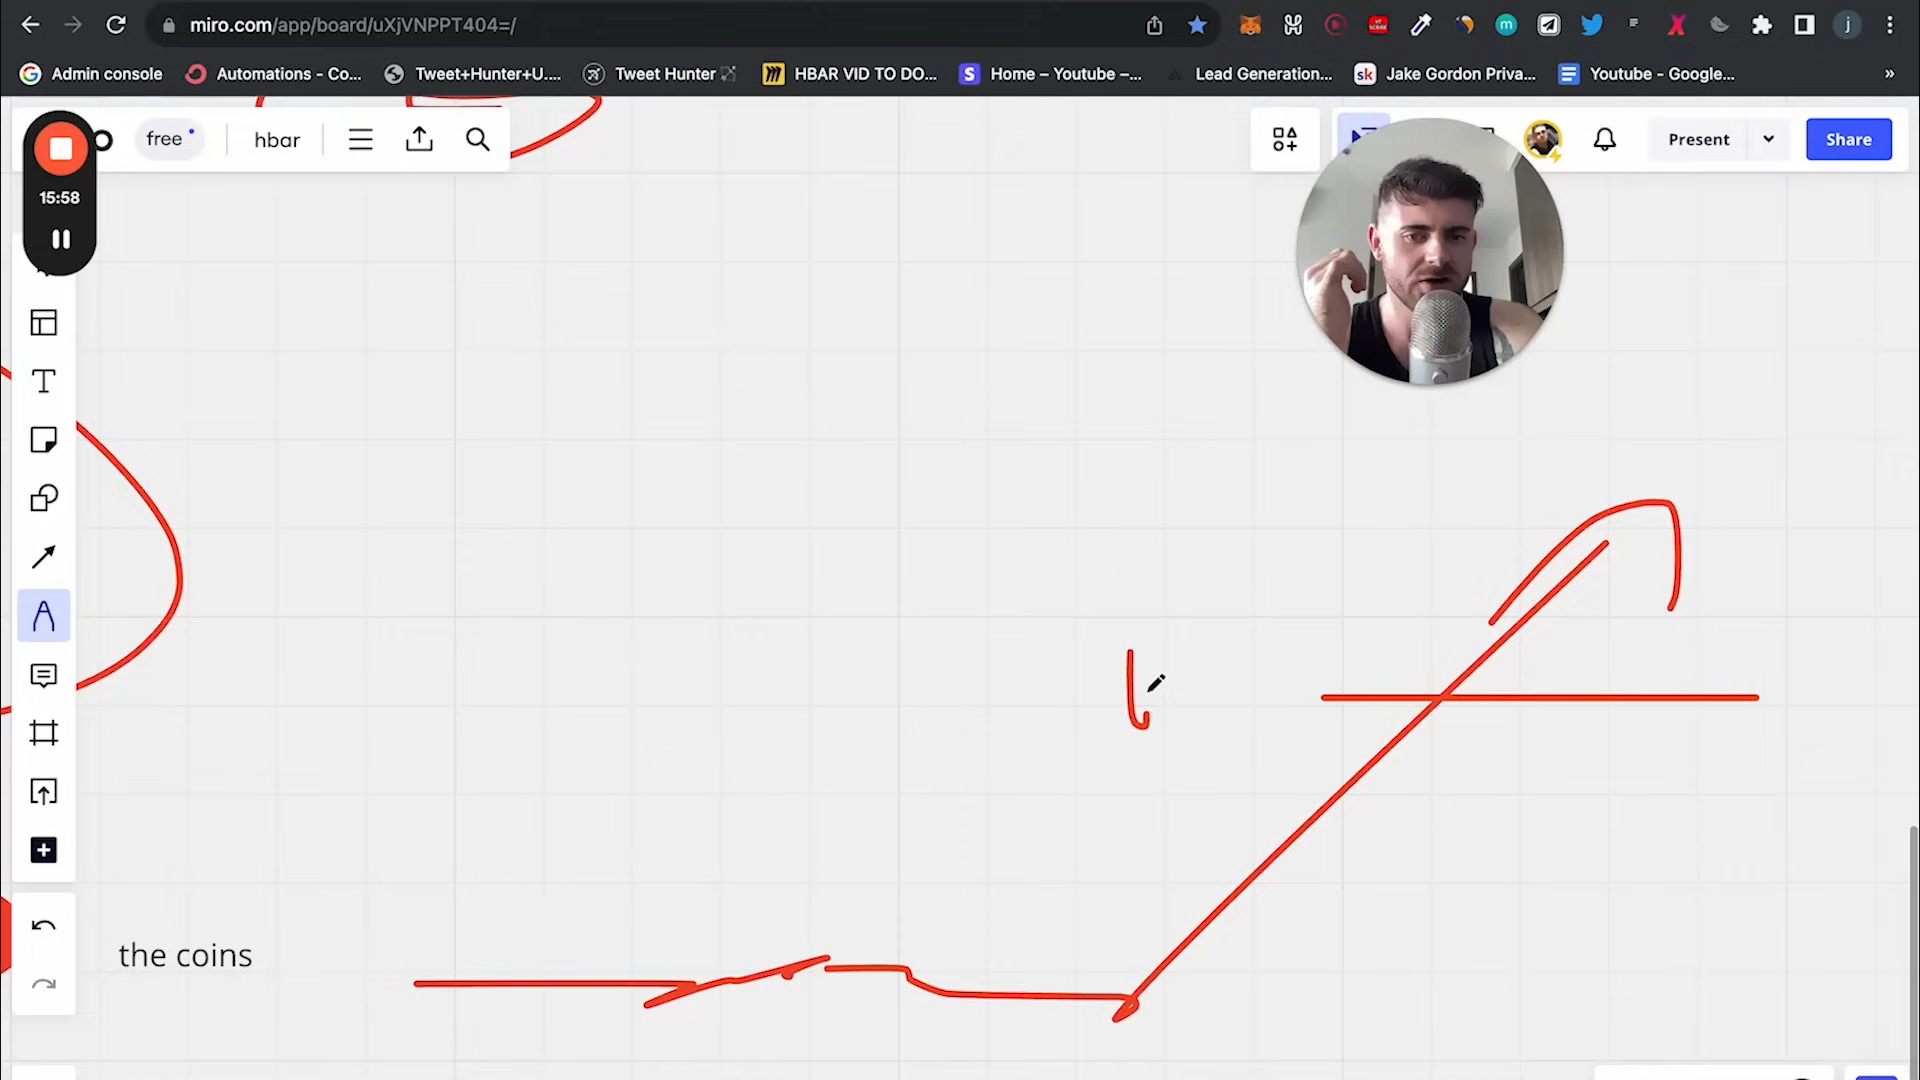 miro.com/app/board/uXjVNPPT404=/
j
Admin console
Automations - Co...
Tweet+Hunter+U....
Tweet Hunter
HBAR VID TO DO...
Home – Youtube –...
Lead Generation...
sk
Jake Gordon Priva...
Youtube - Google...
»
free
hbar
Present
Share
15:58
the coins